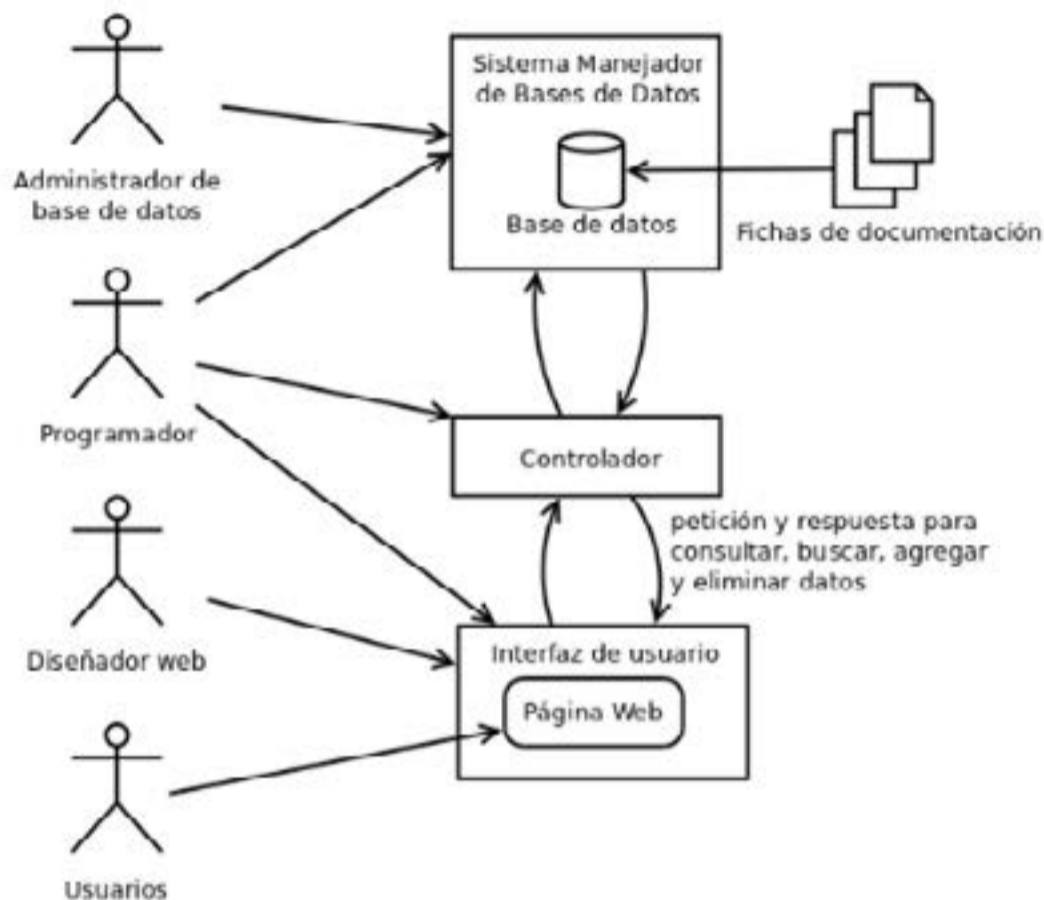 Sistema Manejador
de Bases de Datos
Base de datos
Fichas de documentación
Administrador de
base de datos
Programador
Controlador
petición y respuesta para
consultar, buscar, agregar
y eliminar datos
Diseñador web
Interfaz de usuario
Página Web
Usuarios